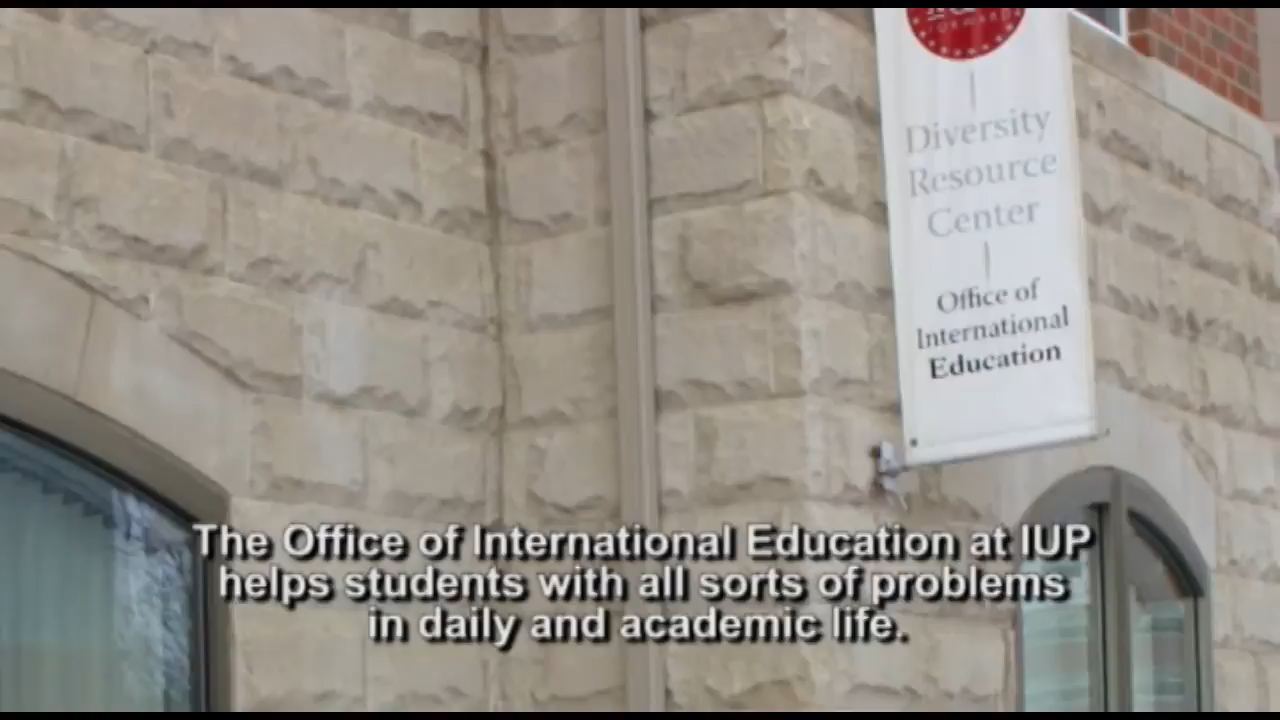 Diversity
Resource
Center
Office of
International
Education
The Office of International Education at IUP
helps students with all sorts of problems
in daily and academic life.